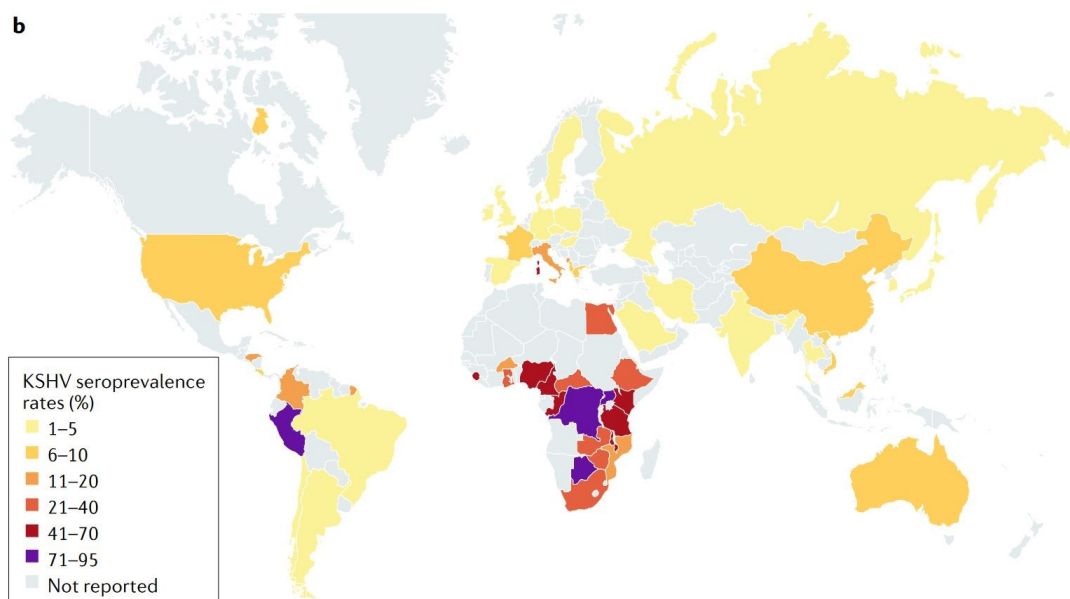 b
KSHV seroprevalence
rates (%)
1–5
6–10
11–20
21–40
41–70
71–95
Not reported